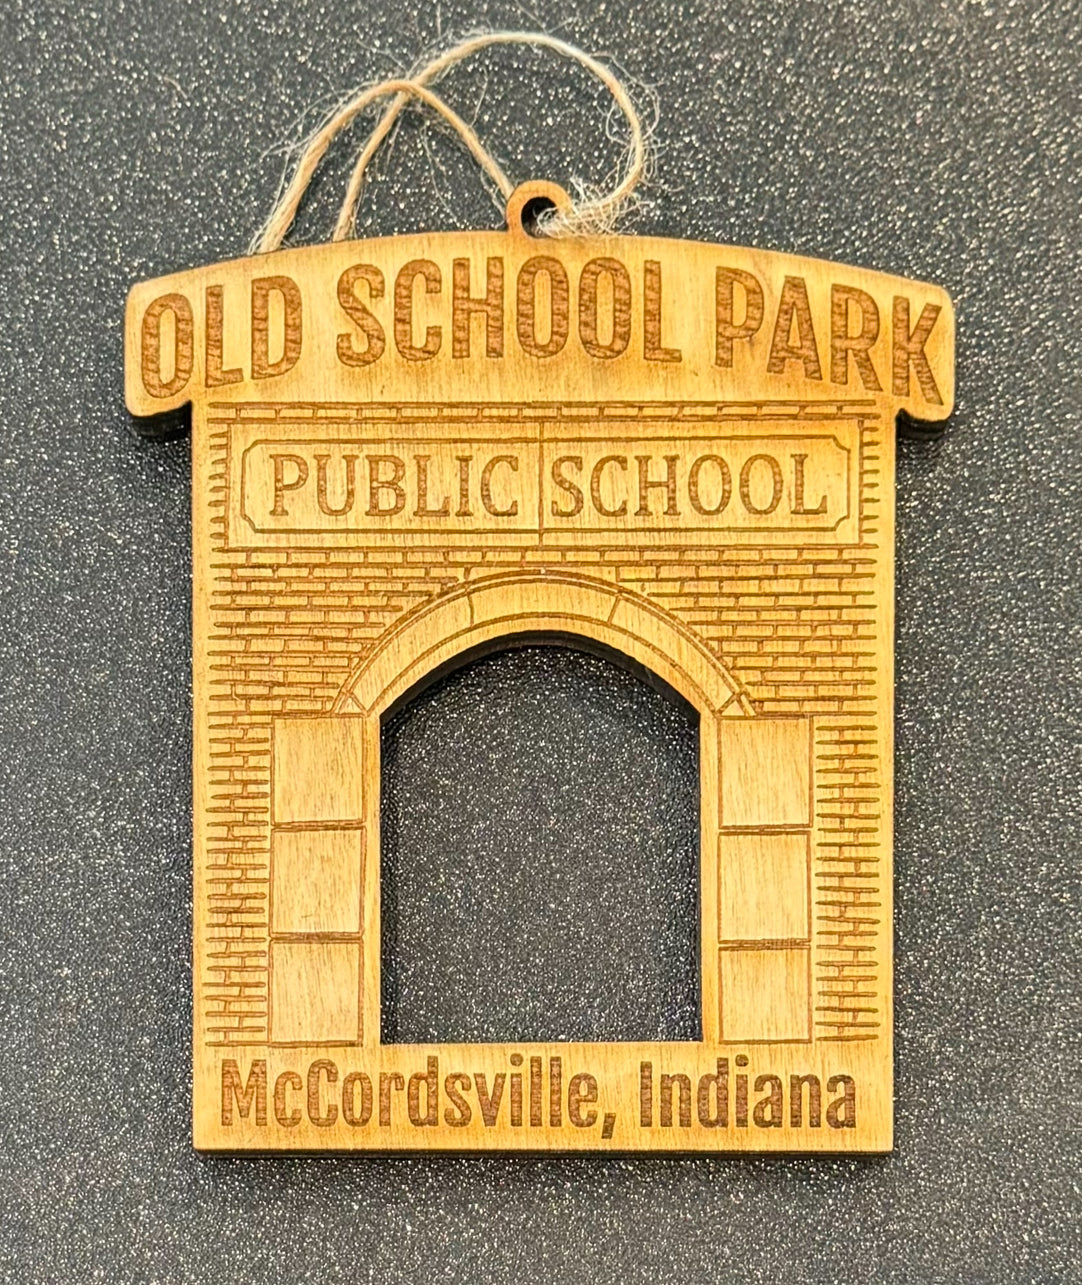 OLD SCHOOL PARK
PUBLIC SCHOOL
McCordsville, Indiana